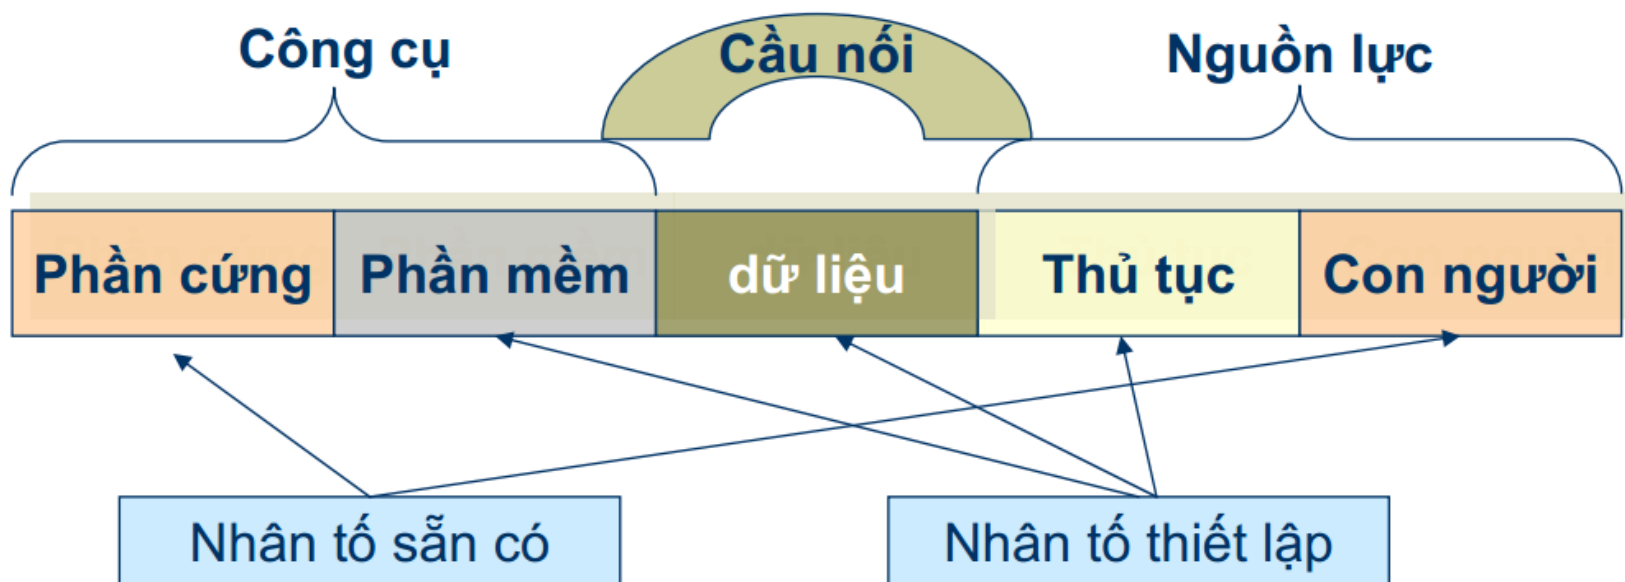 Công cụ
Cầu nối
Nguồn lực
Phần cứng
Phần mềm
dữ liệu
Thủ tục
Con người
Nhân tố sẵn có
Nhân tố thiết lập